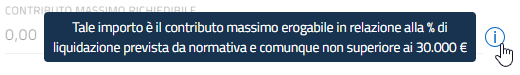 CONTRIBUTO MASSIMO RICHIEDIBILE
0,00
Tale importo è il contributo massimo erogabile in relazione alla % di
liquidazione prevista da normativa e comunque non superiore ai 30.000 €